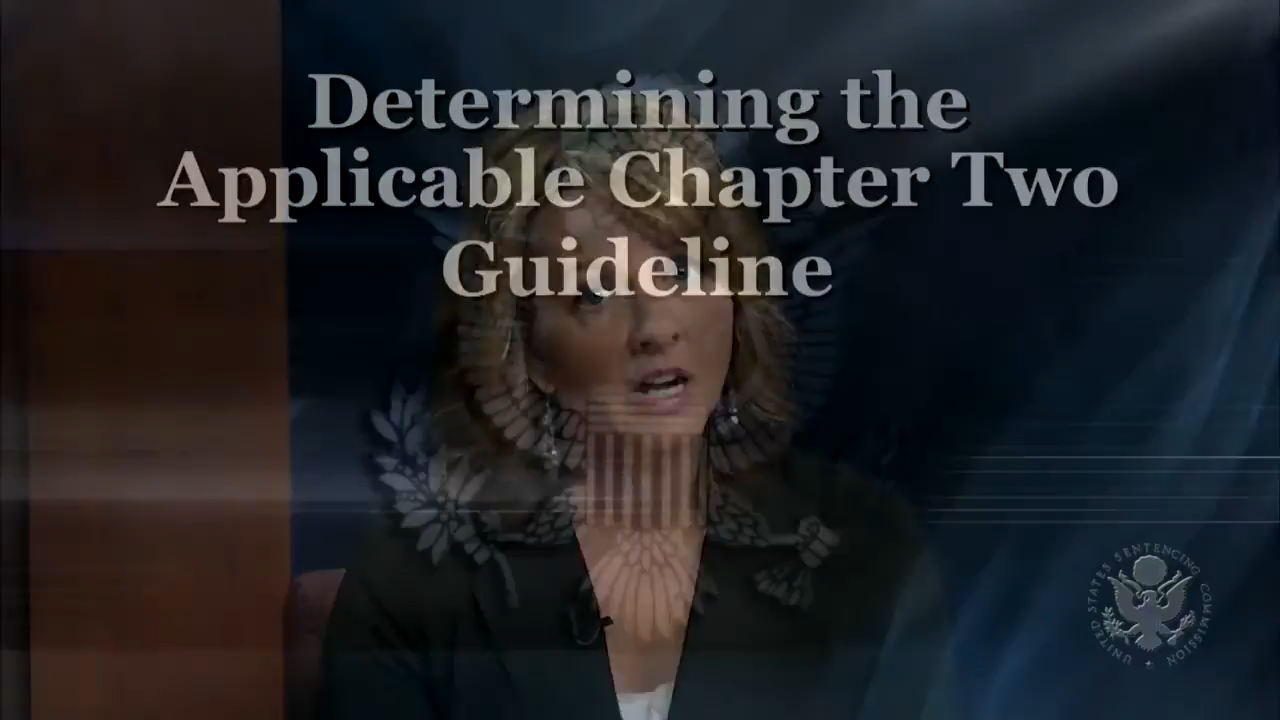 Determining the
Applicable Chapter Two
Guideline
UNITED STATES SENTENCING COMMISSION